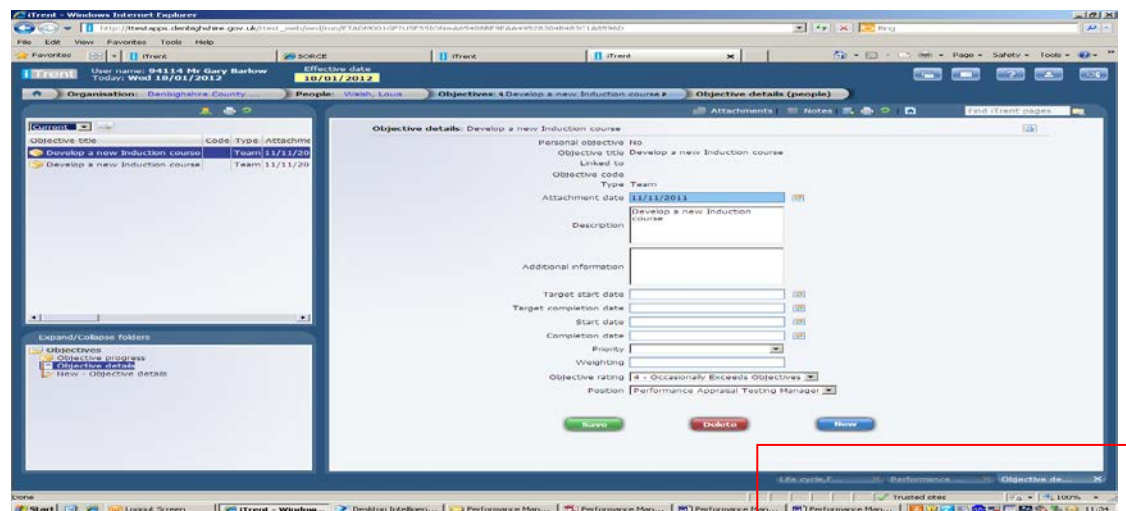 iTrent - Windows Internet Explorer
File Edit View Favorites Tools Help
Favorites iTrent SORCE iTrent iTrent Page Safety Tools
Bing
iTrent User name: 94114 Mr Gary Barlow
Today: Wed 18/01/2012
Effective date
18/01/2012
Organisation: Denbighshire County ... People: Walsh, Louis Objectives: Develop a new Induction course Objective details (people)
Attachments Notes Find iTrent pages
Current
Objective title Code Type Attachme
Develop a new Induction course Team 11/11/20
Develop a new Induction course Team 11/11/20
Expand/Collapse folders
Objectives
Objective progress
Objective details
New - Objective details
Objective details: Develop a new Induction course
Personal objective No
Objective title Develop a new Induction course
Linked to
Objective code
Type Team
Attachment date 11/11/2011
Description Develop a new Induction
course
Additional information
Target start date
Target completion date
Start date
Completion date
Priority
Weighting
Objective rating 4 - Occasionally Exceeds Objectives
Position Performance Appraisal Testing Manager
Save Delete New
Life cycle,F... Performance ... Objective de...
Done Trusted sites 100%
Start Logout Screen iTrent - Window... Desktop Intelligen... Performance Man... Performance Man... Performance Man... Performance Man... 11:34